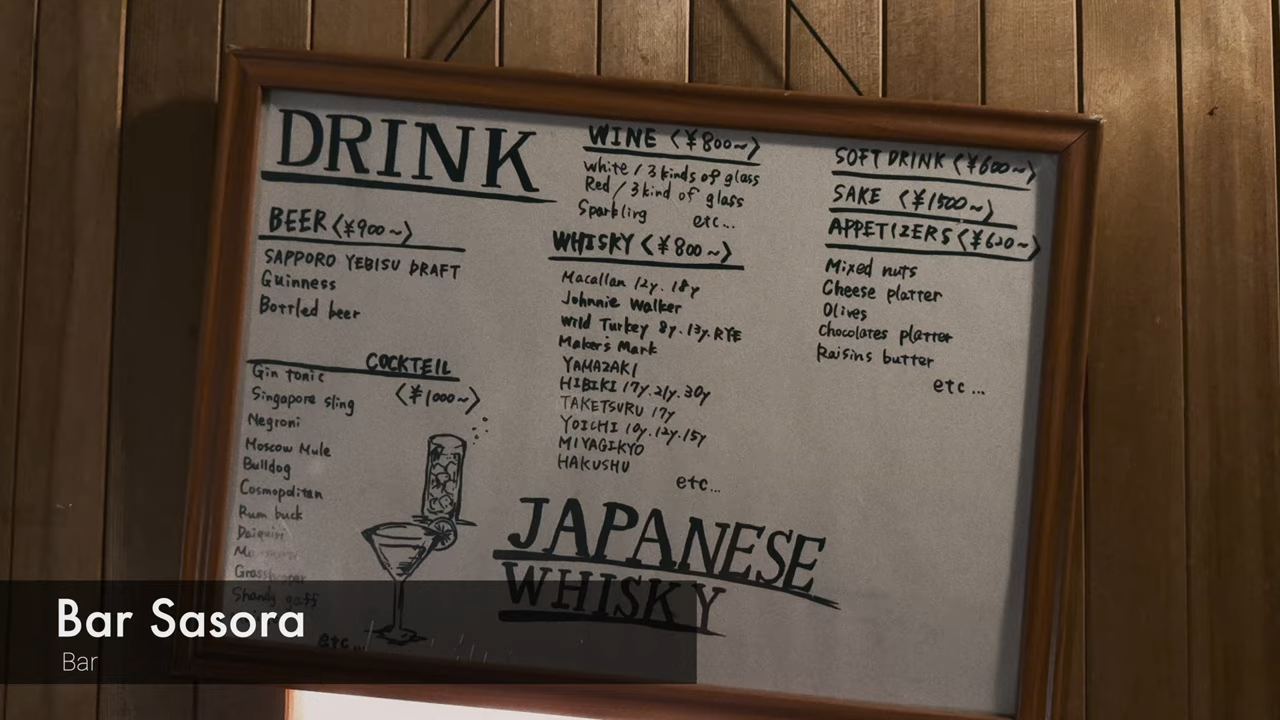 DRINK
BEER <¥900~>
SAPPORO YEBISU DRAFT
Guinness
Bottled beer
COCKTEIL
<¥1000~>
Gin tonic
Singapore sling
Negroni
Moscow Mule
Bulldog
Cosmopolitan
Rum buck
Daiquiri
Grasshopper
Shandy gaff
etc...
WINE <¥800~>
White / 3 kinds of glass
Red / 3 kind of glass
Sparkling etc...
WHISKY <¥800~>
Macallan 12y. 18y
Johnnie Walker
Wild Turkey 8y. 13y. RYE
Maker's Mark
YAMAZAKI
HIBIKI 17y. 21y. 30y
TAKETSURU 17y
YOICHI 10y. 12y. 15y
MIYAGIKYO
HAKUSHU
etc...
JAPANESE
WHISKY
SOFT DRINK <¥600~>
SAKE <¥1500~>
APPETIZERS <¥600~>
Mixed nuts
Cheese platter
Olives
Chocolates platter
Raisins butter
etc...
Bar Sasora
Bar